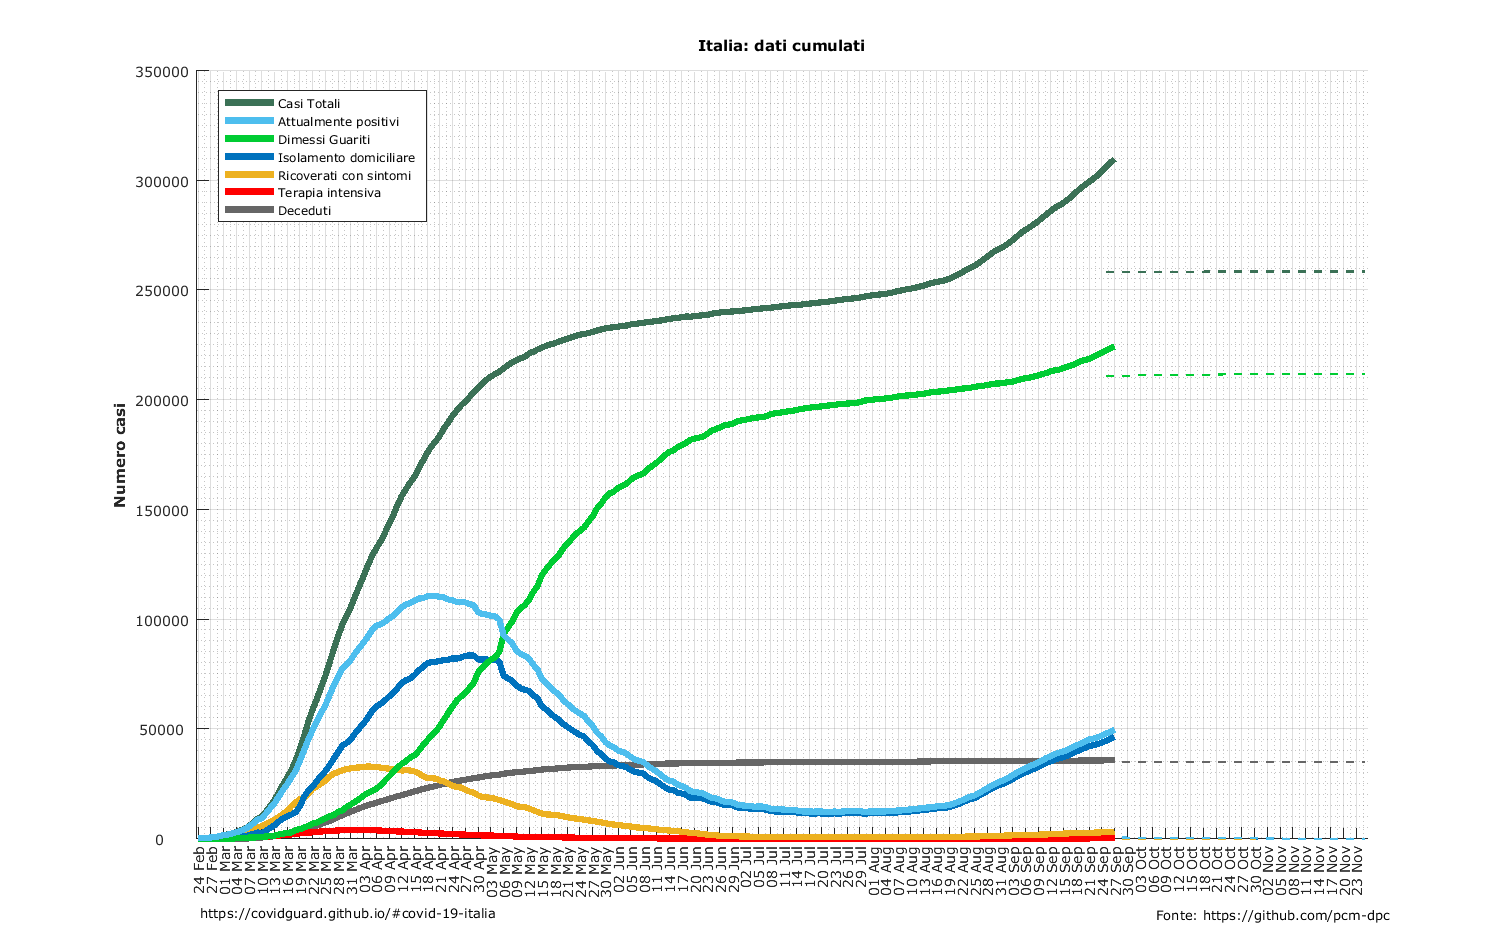 Italia: dati cumulati
350000
300000
250000
200000
150000
100000
50000
0
Numero casi
Casi Totali
Attualmente positivi
Dimessi Guariti
Isolamento domiciliare
Ricoverati con sintomi
Terapia intensiva
Deceduti
24 Feb
27 Feb
01 Mar
04 Mar
07 Mar
10 Mar
13 Mar
16 Mar
19 Mar
22 Mar
25 Mar
28 Mar
31 Mar
03 Apr
06 Apr
09 Apr
12 Apr
15 Apr
18 Apr
21 Apr
24 Apr
27 Apr
30 Apr
03 May
06 May
09 May
12 May
15 May
18 May
21 May
24 May
27 May
30 May
02 Jun
05 Jun
08 Jun
11 Jun
14 Jun
17 Jun
20 Jun
23 Jun
26 Jun
29 Jun
02 Jul
05 Jul
08 Jul
11 Jul
14 Jul
17 Jul
20 Jul
23 Jul
26 Jul
29 Jul
01 Aug
04 Aug
07 Aug
10 Aug
13 Aug
16 Aug
19 Aug
22 Aug
25 Aug
28 Aug
31 Aug
03 Sep
06 Sep
09 Sep
12 Sep
15 Sep
18 Sep
21 Sep
24 Sep
27 Sep
30 Sep
03 Oct
06 Oct
09 Oct
12 Oct
15 Oct
18 Oct
21 Oct
24 Oct
27 Oct
30 Oct
02 Nov
05 Nov
08 Nov
11 Nov
14 Nov
17 Nov
20 Nov
23 Nov
https://covidguard.github.io/#covid-19-italia
Fonte: https://github.com/pcm-dpc